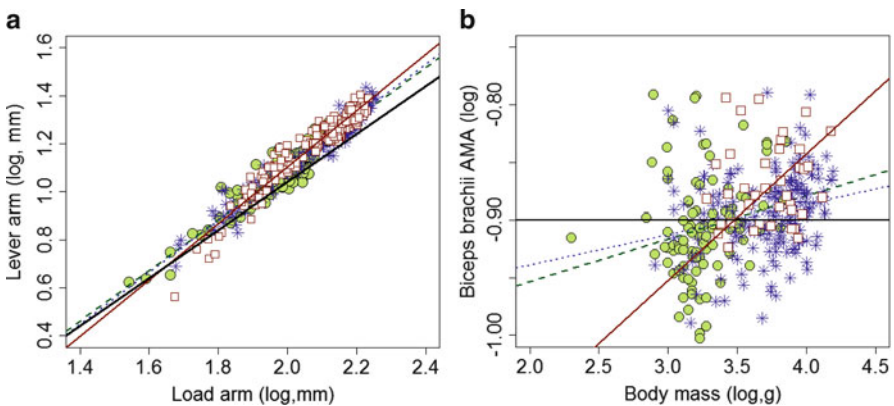 a
Lever arm (log, mm)
1.6
1.4
1.2
1.0
0.8
0.6
0.4
1.4 1.6 1.8 2.0 2.2 2.4
Load arm (log,mm)
b
Biceps brachii AMA (log)
-0.80
-0.90
-1.00
2.0 2.5 3.0 3.5 4.0 4.5
Body mass (log,g)